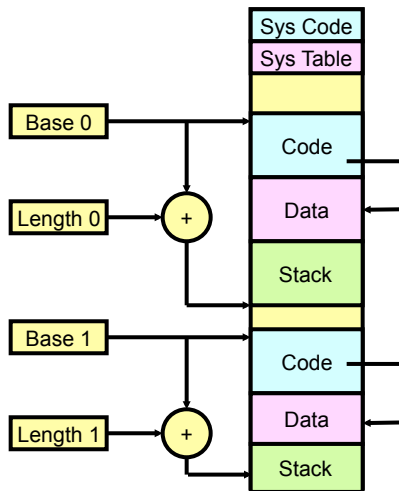 Sys Code
Sys Table
Base 0
Code
Length 0
+
Data
Stack
Base 1
Code
Data
Length 1
+
Stack